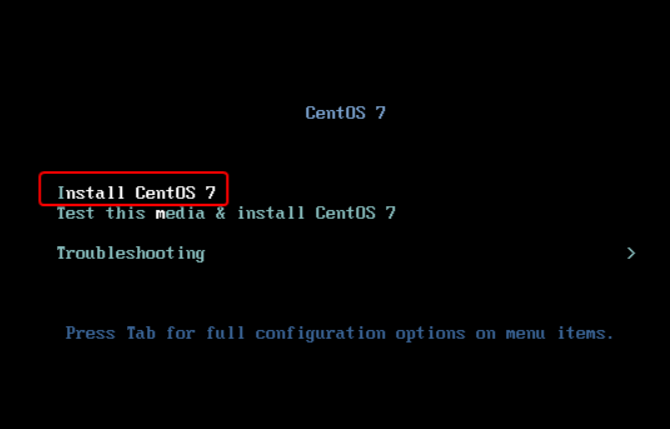 CentOS 7
Install CentOS 7
Test this media & install CentOS 7
Troubleshooting >
Press Tab for full configuration options on menu items.